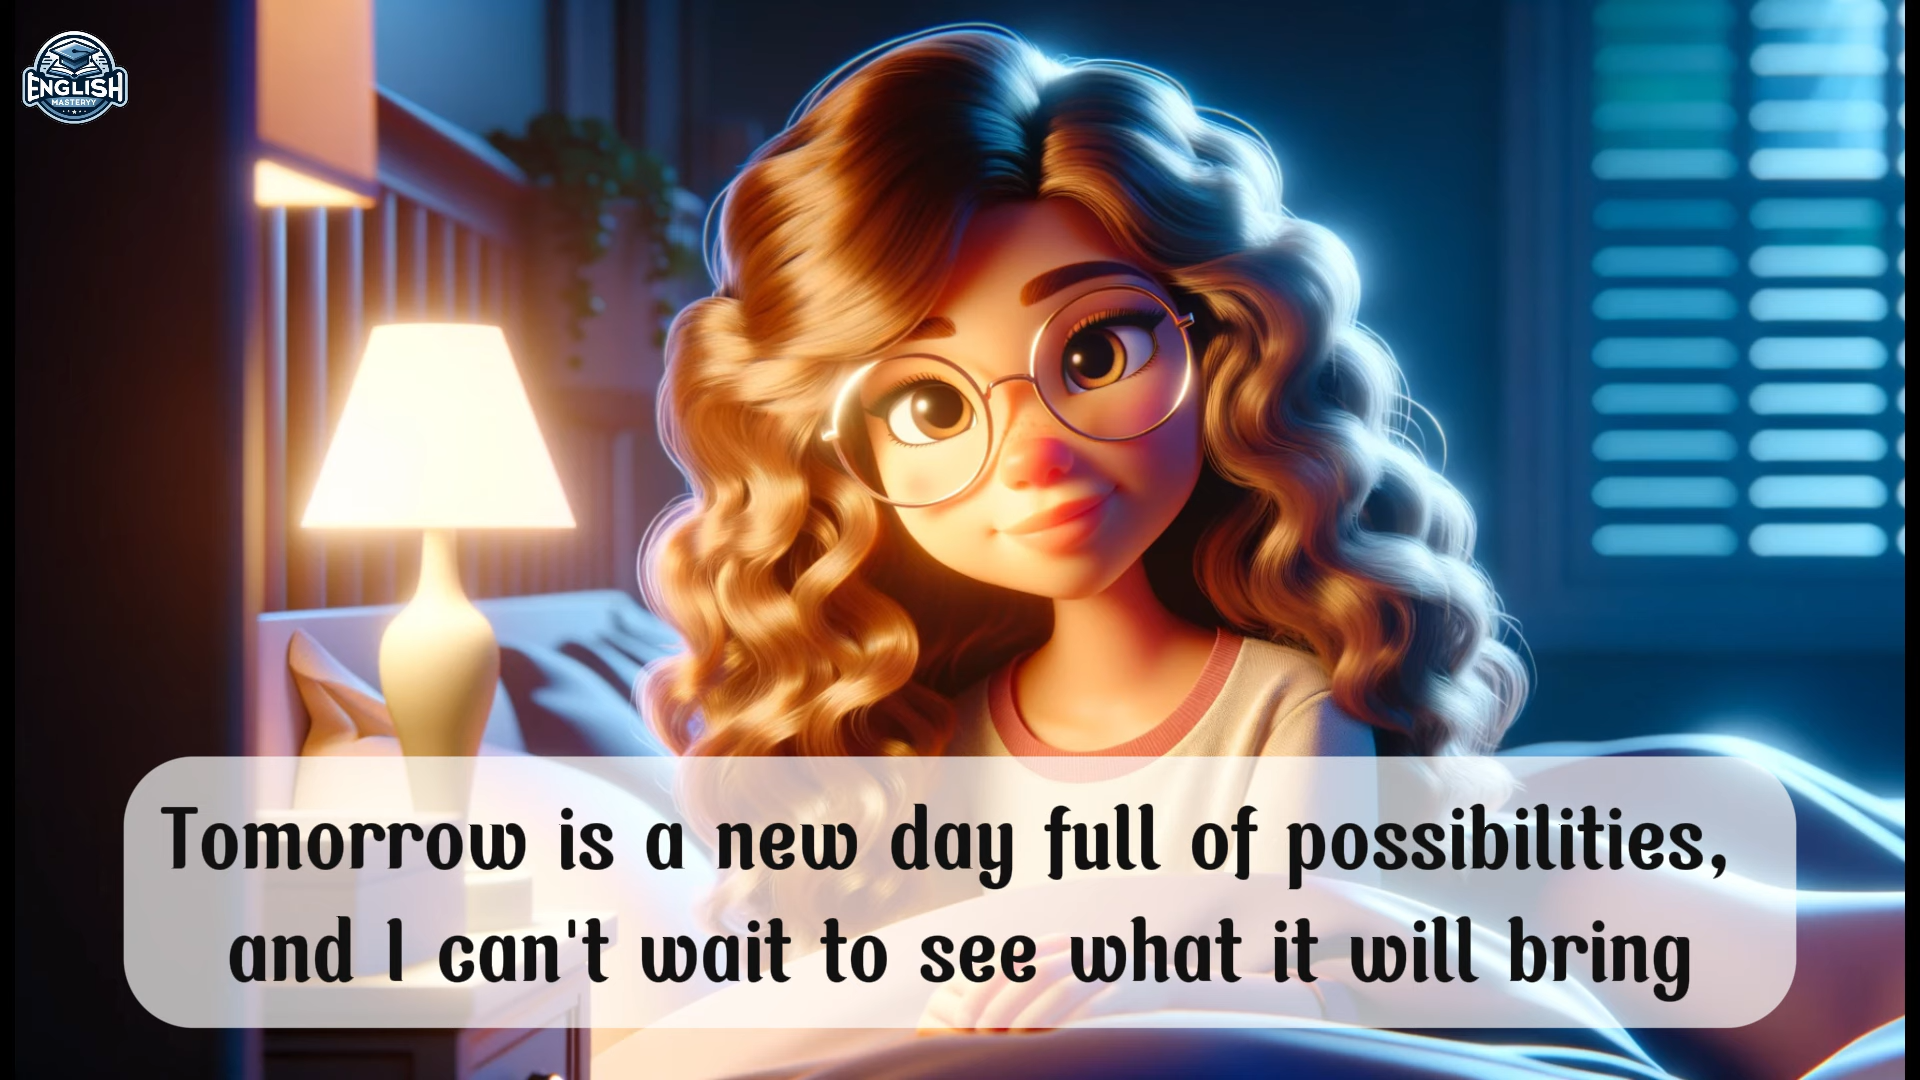 ENGLISH
MASTERYY
Tomorrow is a new day full of possibilities,
and I can't wait to see what it will bring